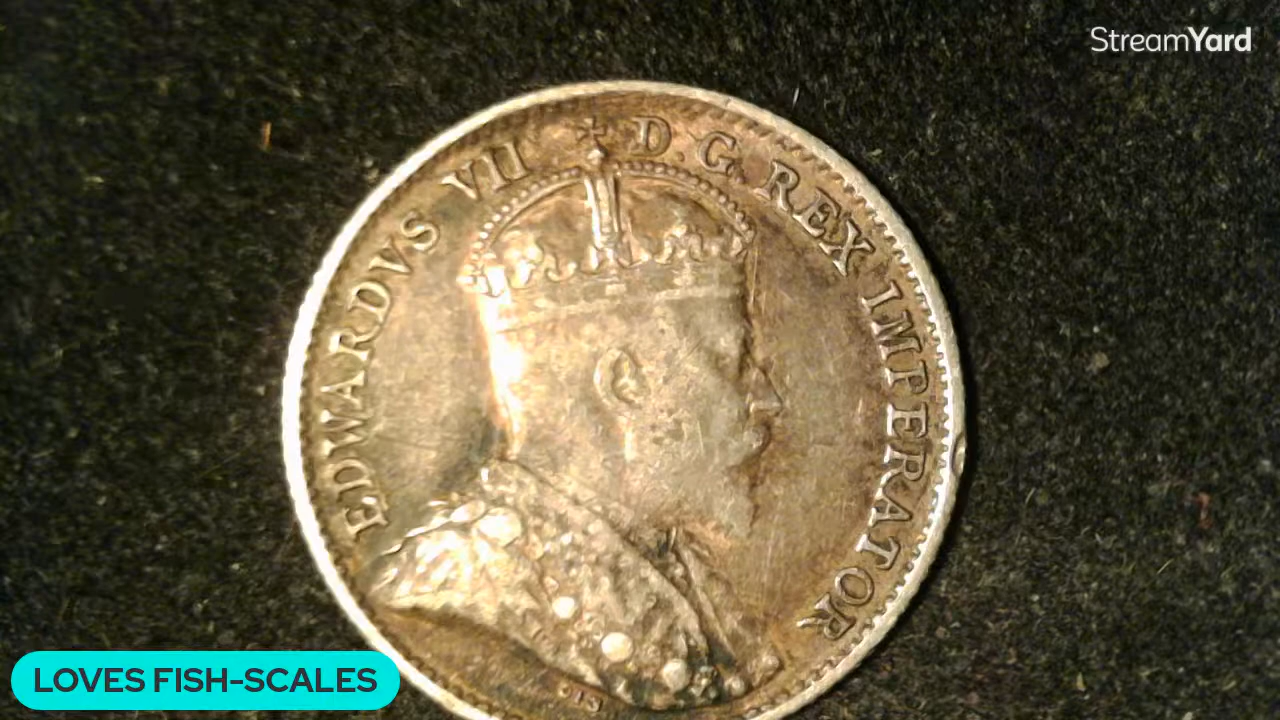 StreamYard
EDWARDVS VII D. G. REX IMPERATOR
LOVES FISH-SCALES